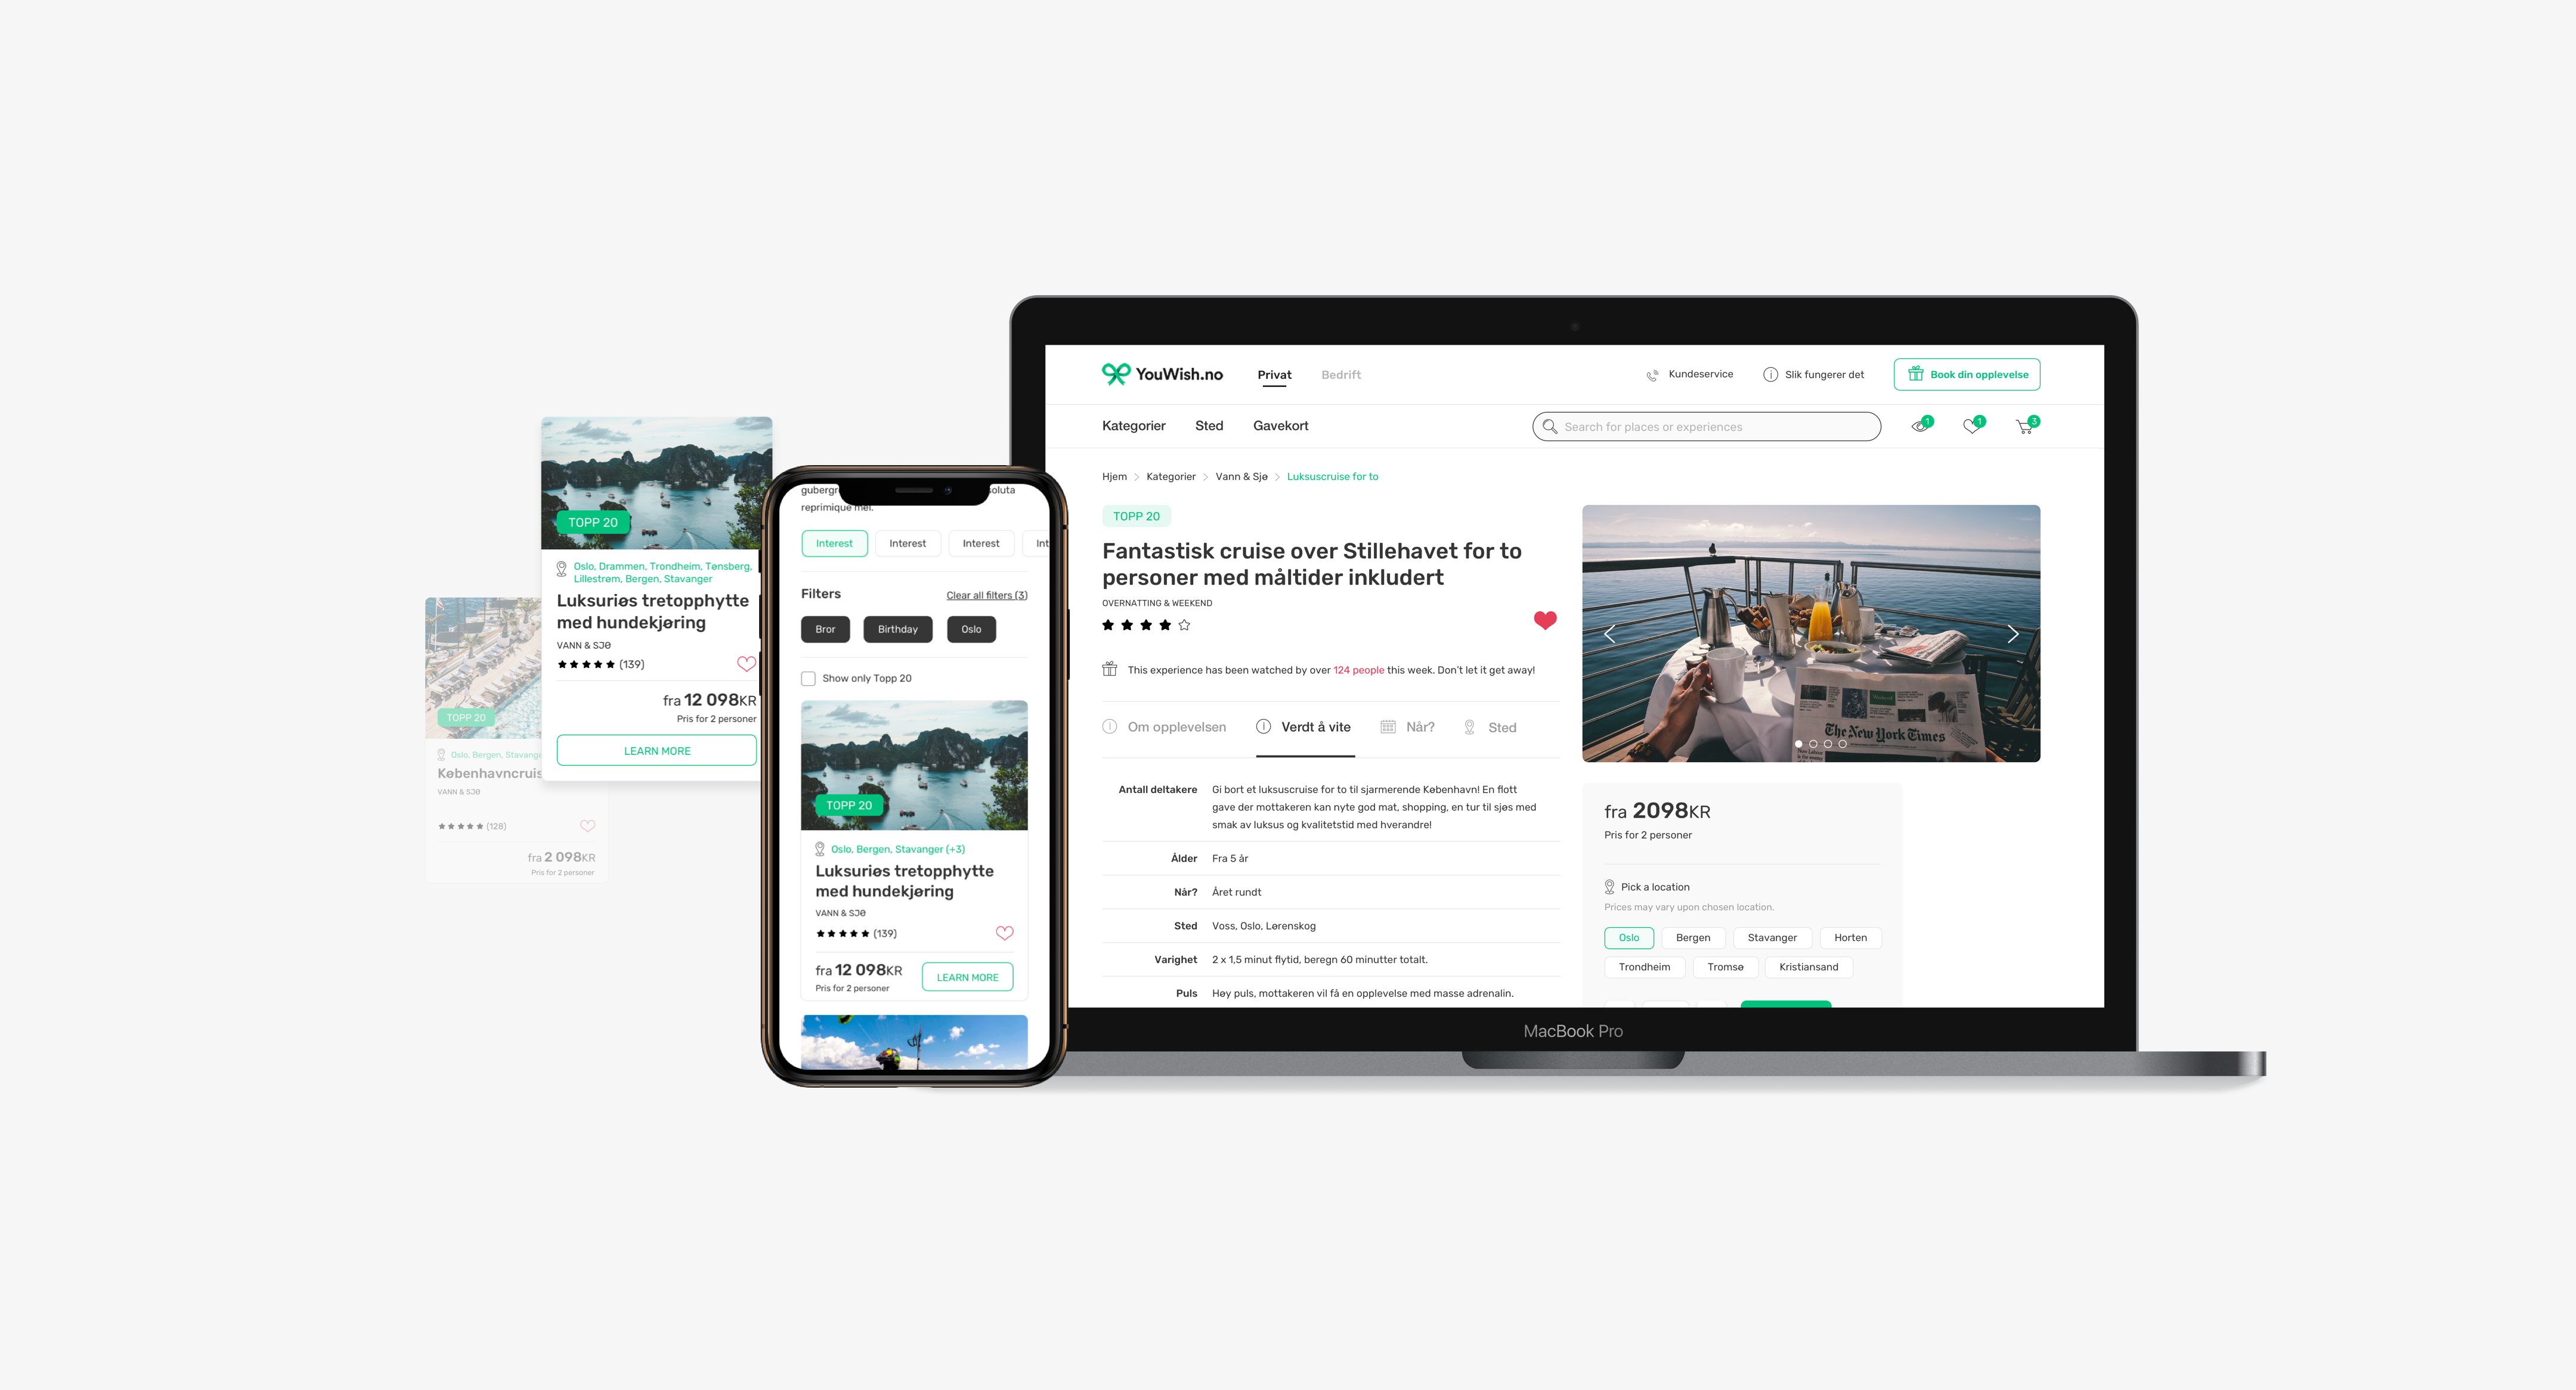 TOPP 20
Oslo, Bergen, Stavange
Københavncruis
VANN & SJØ
(128)
fra 2 098KR
Pris for 2 personer
TOPP 20
Oslo, Drammen, Trondheim, Tønsberg,
Lillestrøm, Bergen, Stavanger
Luksuriøs tretopphytte
med hundekjøring
VANN & SJØ
(139)
fra 12 098KR
Pris for 2 personer
LEARN MORE
gubergr soluta
reprimique mel.
Interest Interest Interest Int
Filters Clear all filters (3)
Bror Birthday Oslo
Show only Topp 20
TOPP 20
Oslo, Bergen, Stavanger (+3)
Luksuriøs tretopphytte
med hundekjøring
VANN & SJØ
(139)
fra 12 098KR
Pris for 2 personer
LEARN MORE
YouWish.no Privat Bedrift Kundeservice Slik fungerer det Book din opplevelse
Kategorier Sted Gavekort Search for places or experiences 1 1 3
Hjem > Kategorier > Vann & Sjø > Luksuscruise for to
TOPP 20
Fantastisk cruise over Stillehavet for to
personer med måltider inkludert
OVERNATTING & WEEKEND
This experience has been watched by over 124 people this week. Don't let it get away!
Om opplevelsen Verdt å vite Når? Sted
Antall deltakere Gi bort et luksuscruise for to til sjarmerende København! En flott
gave der mottakeren kan nyte god mat, shopping, en tur til sjøs med
smak av luksus og kvalitetstid med hverandre!
Ålder Fra 5 år
Når? Året rundt
Sted Voss, Oslo, Lørenskog
Varighet 2 x 1,5 minut flytid, beregn 60 minutter totalt.
Puls Høy puls, mottakeren vil få en opplevelse med masse adrenalin.
The New York Times
fra 2098KR
Pris for 2 personer
Pick a location
Prices may vary upon chosen location.
Oslo Bergen Stavanger Horten
Trondheim Tromsø Kristiansand
MacBook Pro